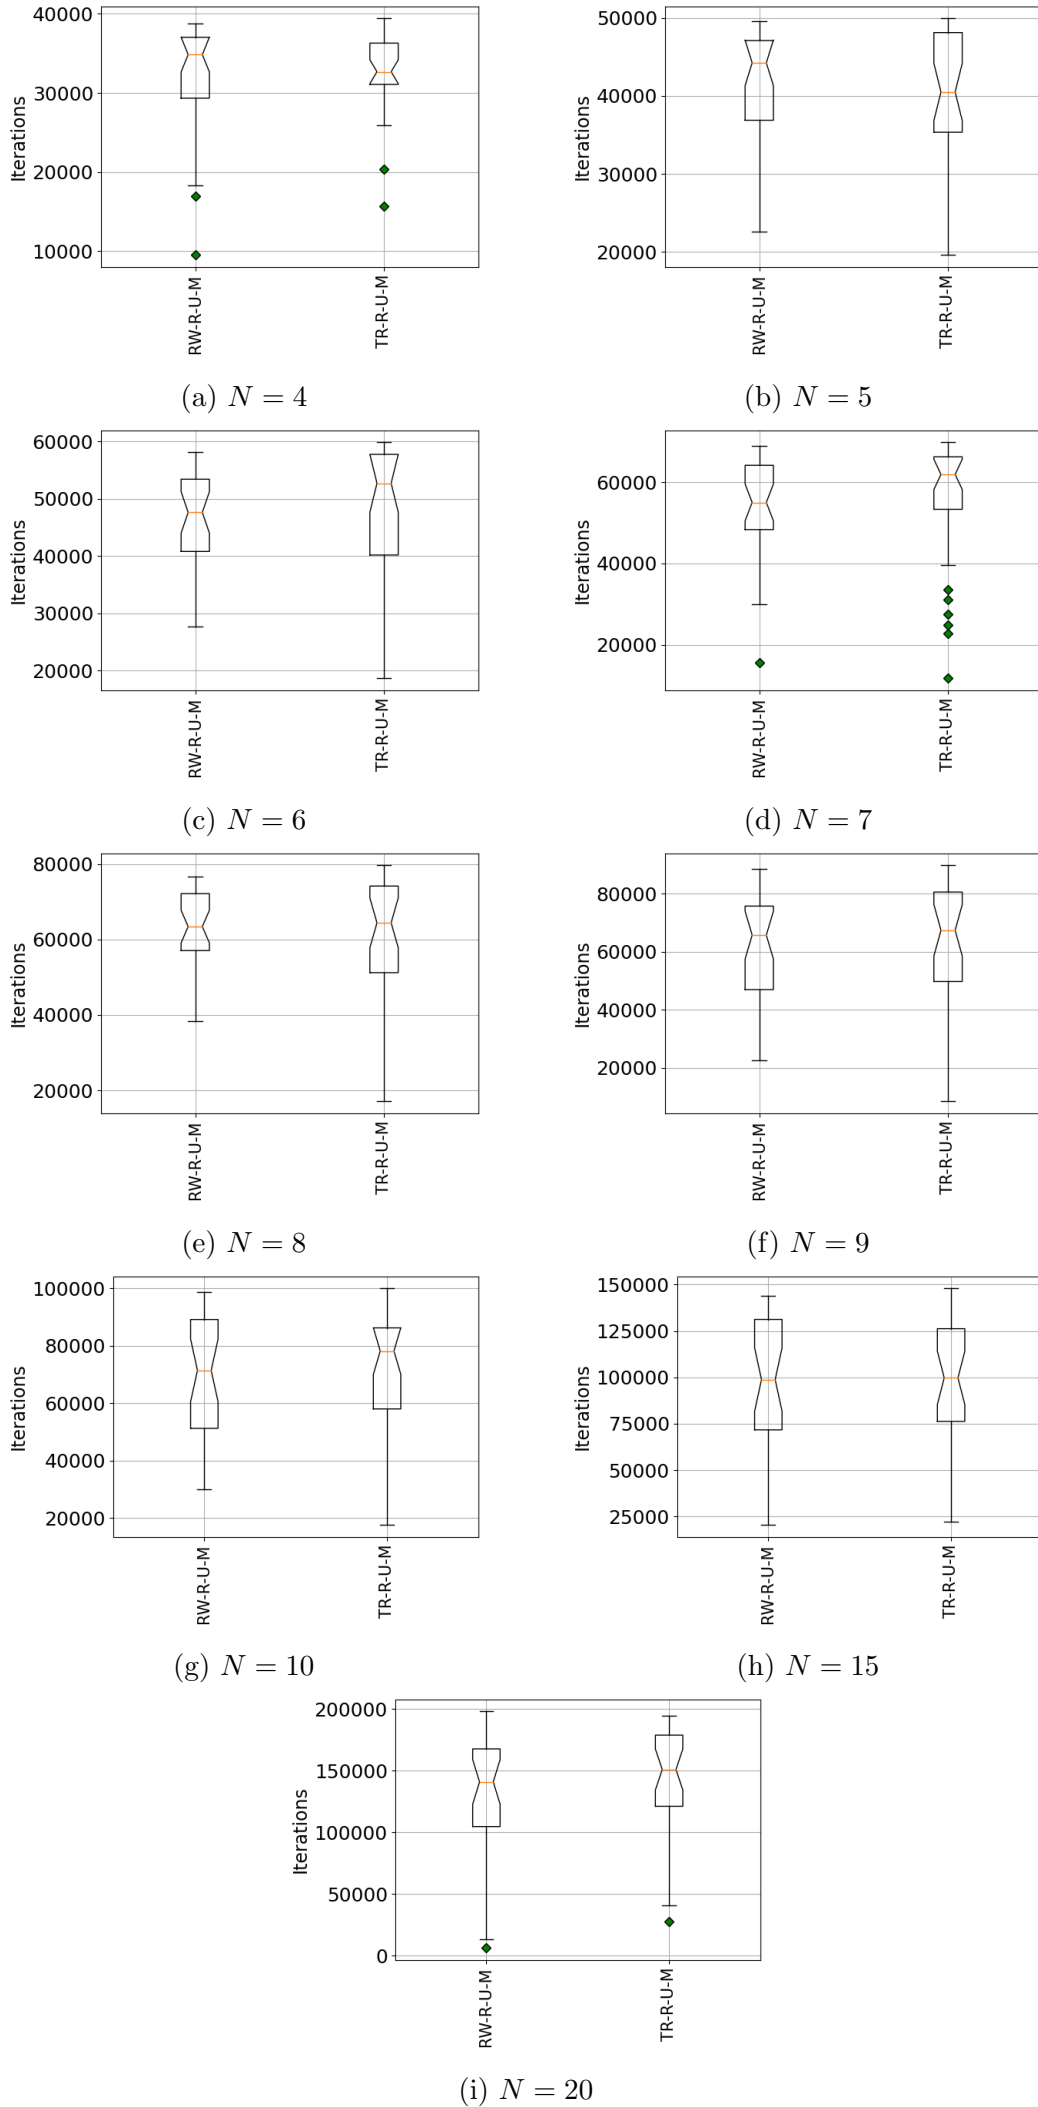 40000
30000
20000
10000
Iterations
RW-R-U-M
TR-R-U-M
(a) N = 4
50000
40000
30000
20000
Iterations
RW-R-U-M
TR-R-U-M
(b) N = 5
60000
50000
40000
30000
20000
Iterations
RW-R-U-M
TR-R-U-M
(c) N = 6
60000
40000
20000
Iterations
RW-R-U-M
TR-R-U-M
(d) N = 7
80000
60000
40000
20000
Iterations
RW-R-U-M
TR-R-U-M
(e) N = 8
80000
60000
40000
20000
Iterations
RW-R-U-M
TR-R-U-M
(f) N = 9
100000
80000
60000
40000
20000
Iterations
RW-R-U-M
TR-R-U-M
(g) N = 10
150000
125000
100000
75000
50000
25000
Iterations
RW-R-U-M
TR-R-U-M
(h) N = 15
200000
150000
100000
50000
0
Iterations
RW-R-U-M
TR-R-U-M
(i) N = 20